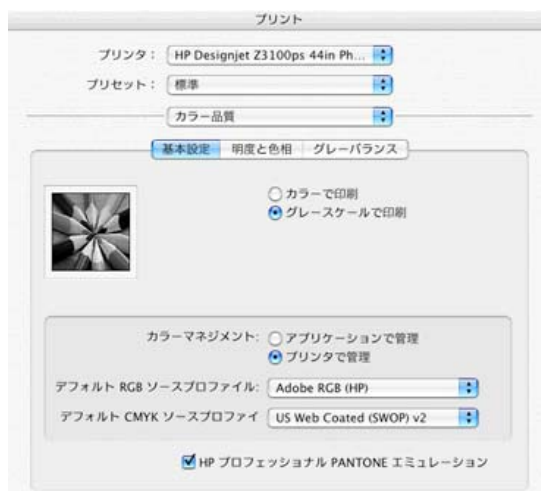 プリント
プリンタ： HP Designjet Z3100ps 44in Ph...
プリセット： 標準
カラー品質
基本設定 明度と色相 グレーバランス
カラーで印刷
グレースケールで印刷
カラーマネジメント: アプリケーションで管理
プリンタで管理
デフォルト RGB ソースプロファイル: Adobe RGB (HP)
デフォルト CMYK ソースプロファイ US Web Coated (SWOP) v2
HP プロフェッショナル PANTONE エミュレーション